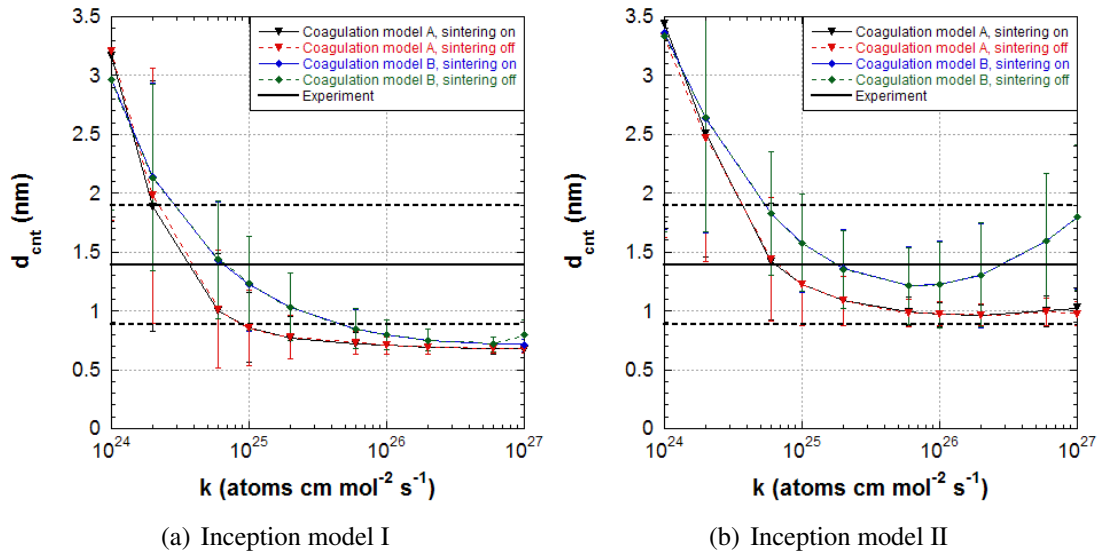 Coagulation model A, sintering on
Coagulation model A, sintering off
Coagulation model B, sintering on
Coagulation model B, sintering off
Experiment
3.5
3
2.5
2
1.5
1
0.5
0
d_cnt (nm)
10^24 10^25 10^26 10^27
k (atoms cm mol^-2 s^-1)
(a) Inception model I
Coagulation model A, sintering on
Coagulation model A, sintering off
Coagulation model B, sintering on
Coagulation model B, sintering off
Experiment
3.5
3
2.5
2
1.5
1
0.5
0
d_cnt (nm)
10^24 10^25 10^26 10^27
k (atoms cm mol^-2 s^-1)
(b) Inception model II